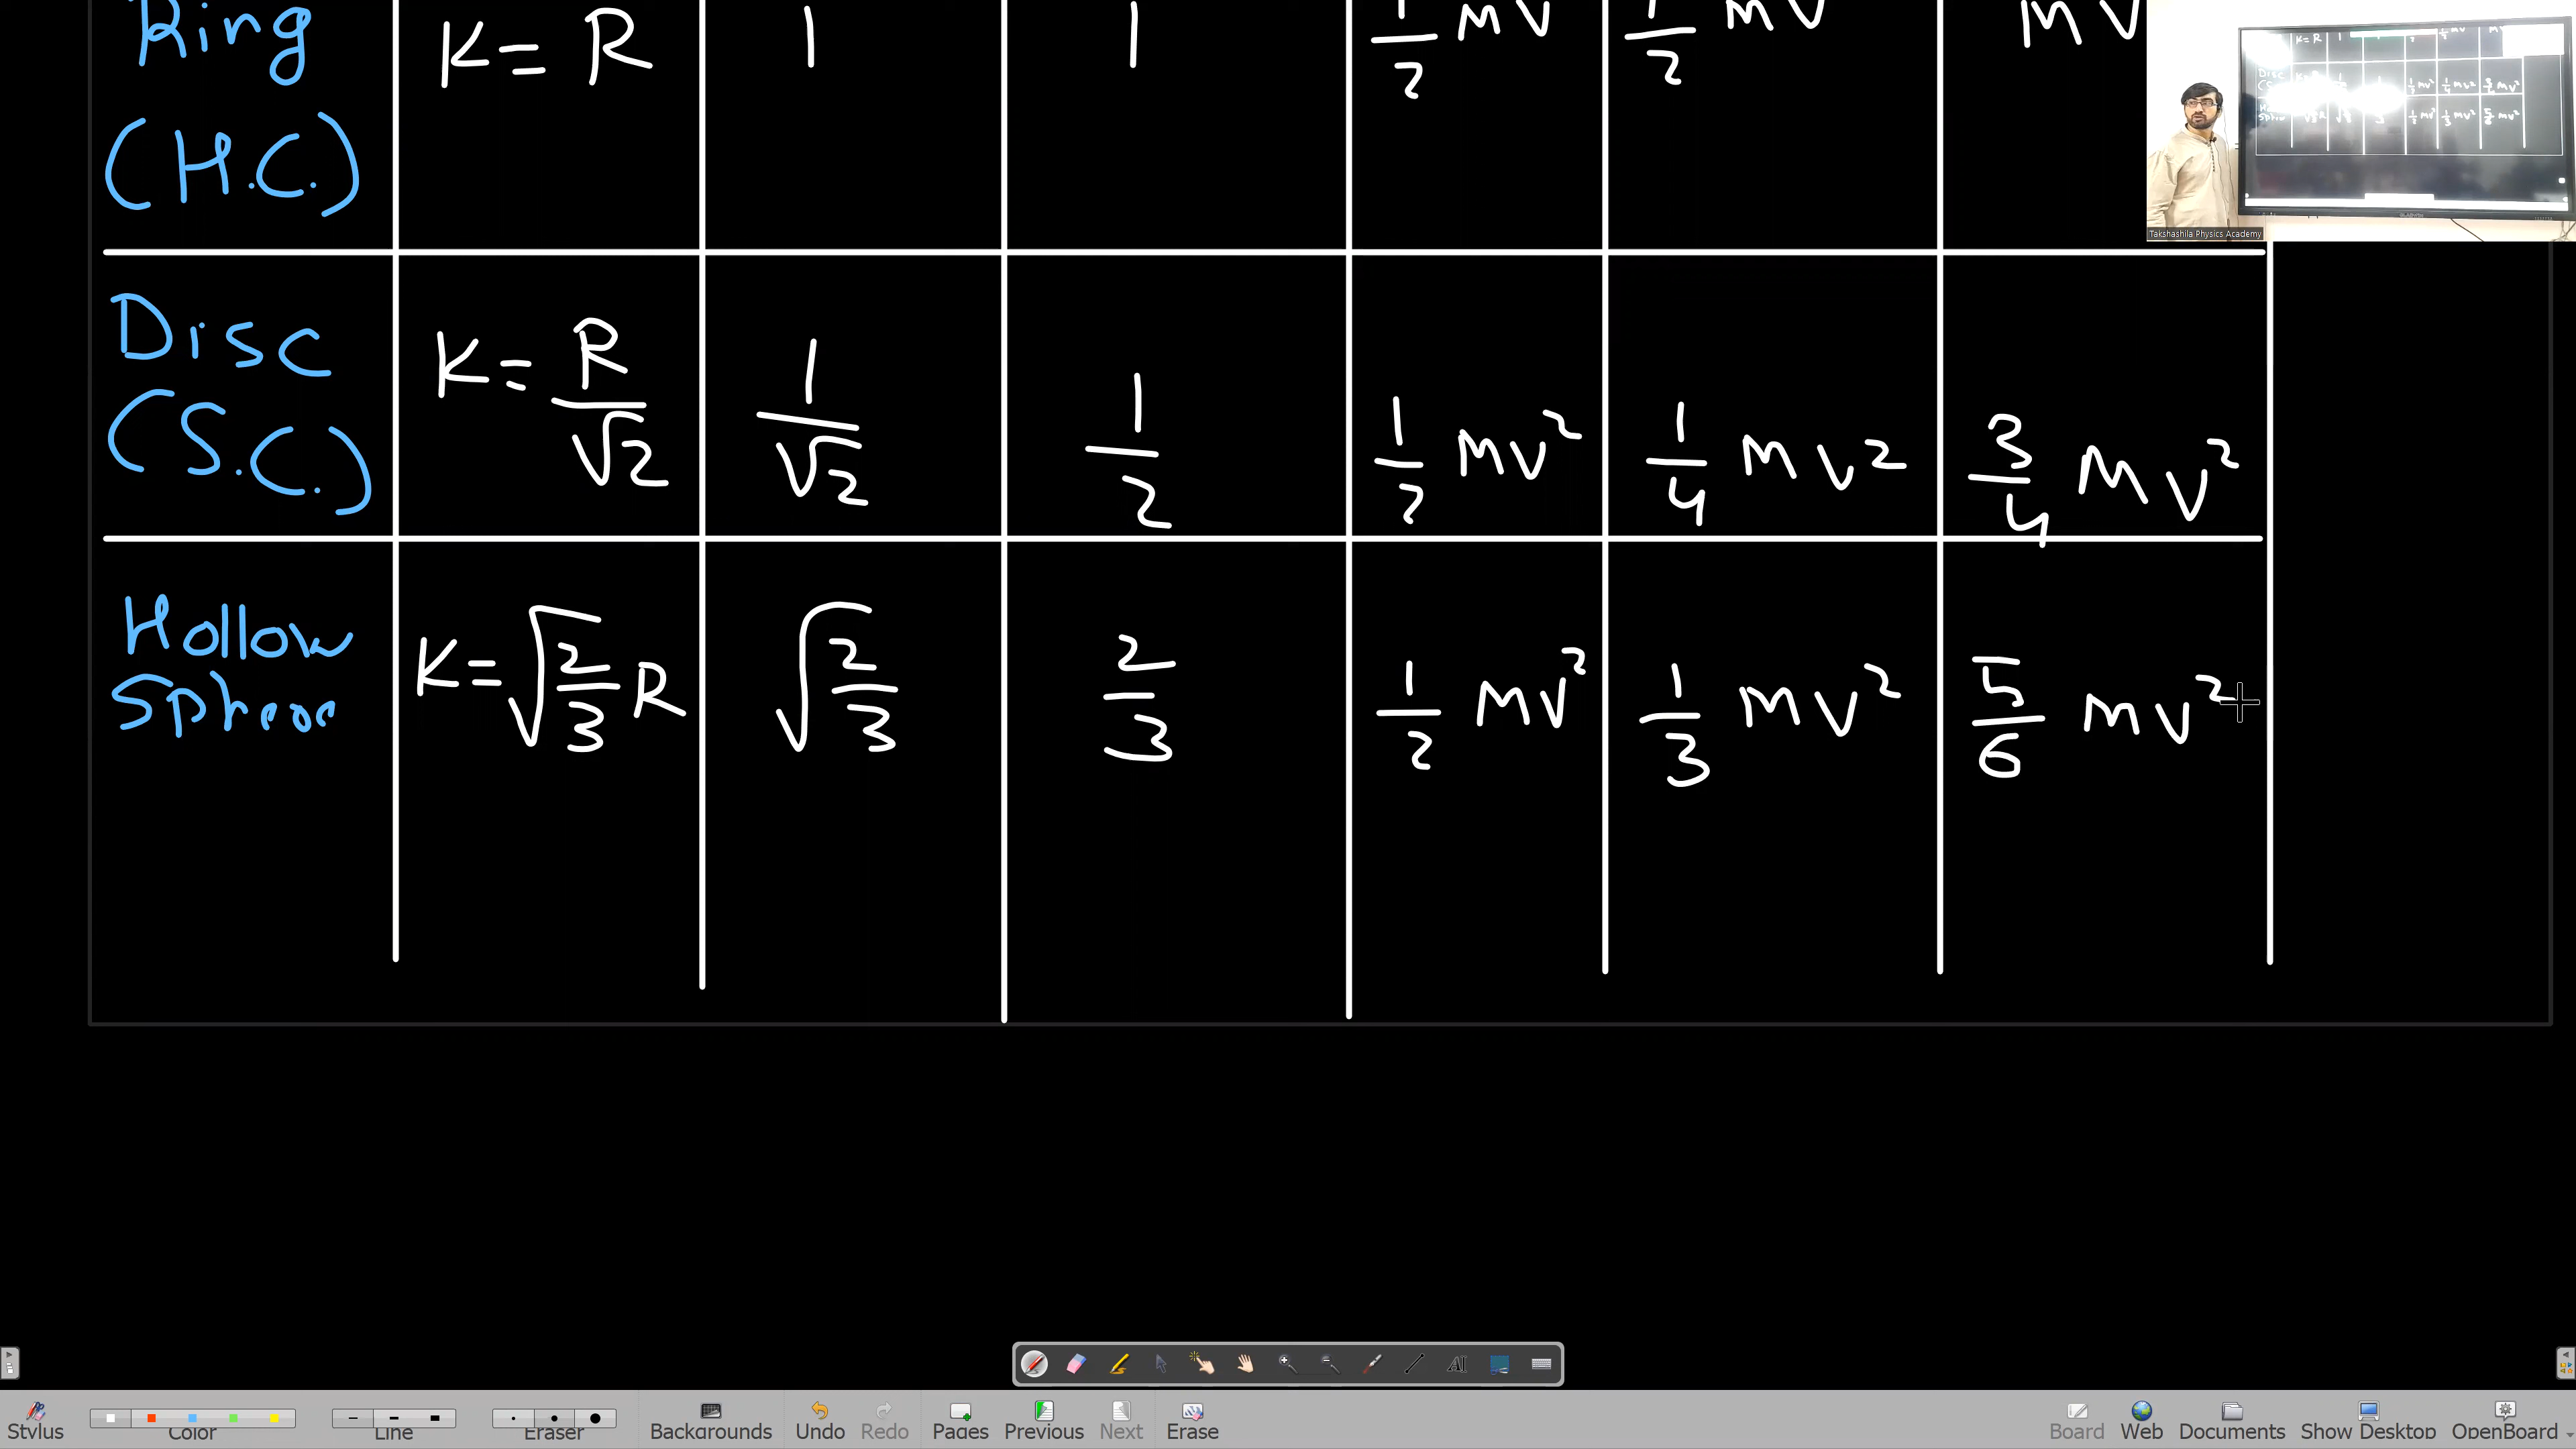 Ring K = R 1 1 1/2 MV 1/2 MV MV
(H.C.)
Disc K = R/√2 1/√2 1/2 1/2 MV² 1/4 MV² 3/4 MV²
(S.C.)
Hollow K = √2/3 R √2/3 2/3 1/2 MV² 1/3 MV² 5/6 MV²
Sphere
Takshashila Physics Academy
Stylus Color Line Eraser Backgrounds Undo Redo Pages Previous Next Erase Board Web Documents Show Desktop OpenBoard